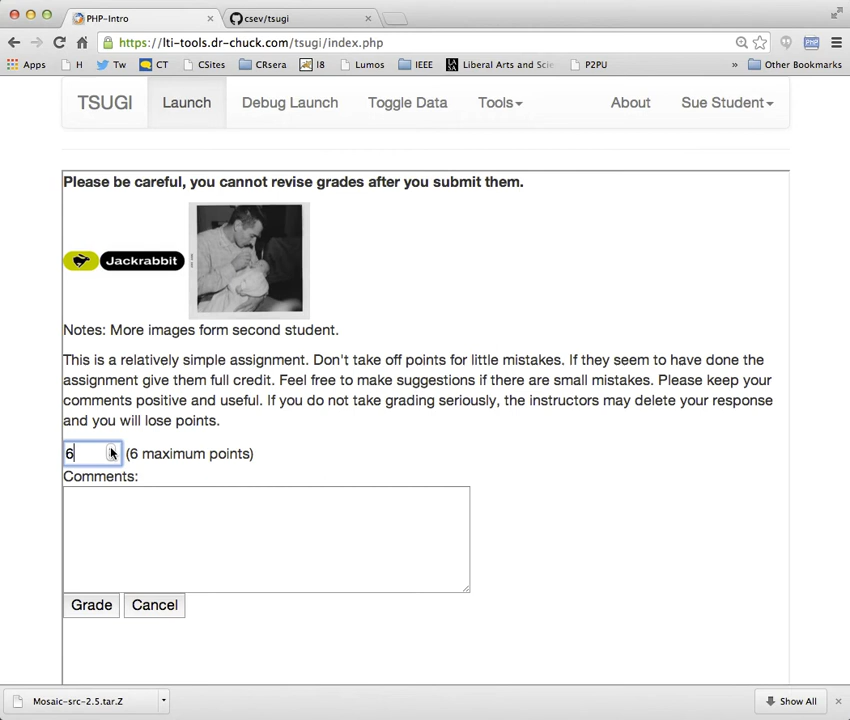 PHP-Intro
csev/tsugi
https://lti-tools.dr-chuck.com/tsugi/index.php
Apps H Tw CT CSites CRsera I8 Lumos IEEE Liberal Arts and Scie P2PU » Other Bookmarks
TSUGI Launch Debug Launch Toggle Data Tools About Sue Student
Please be careful, you cannot revise grades after you submit them.
Jackrabbit
Notes: More images form second student.
This is a relatively simple assignment. Don't take off points for little mistakes. If they seem to have done the
assignment give them full credit. Feel free to make suggestions if there are small mistakes. Please keep your
comments positive and useful. If you do not take grading seriously, the instructors may delete your response
and you will lose points.
6 (6 maximum points)
Comments:
Grade Cancel
Mosaic-src-2.5.tar.Z Show All